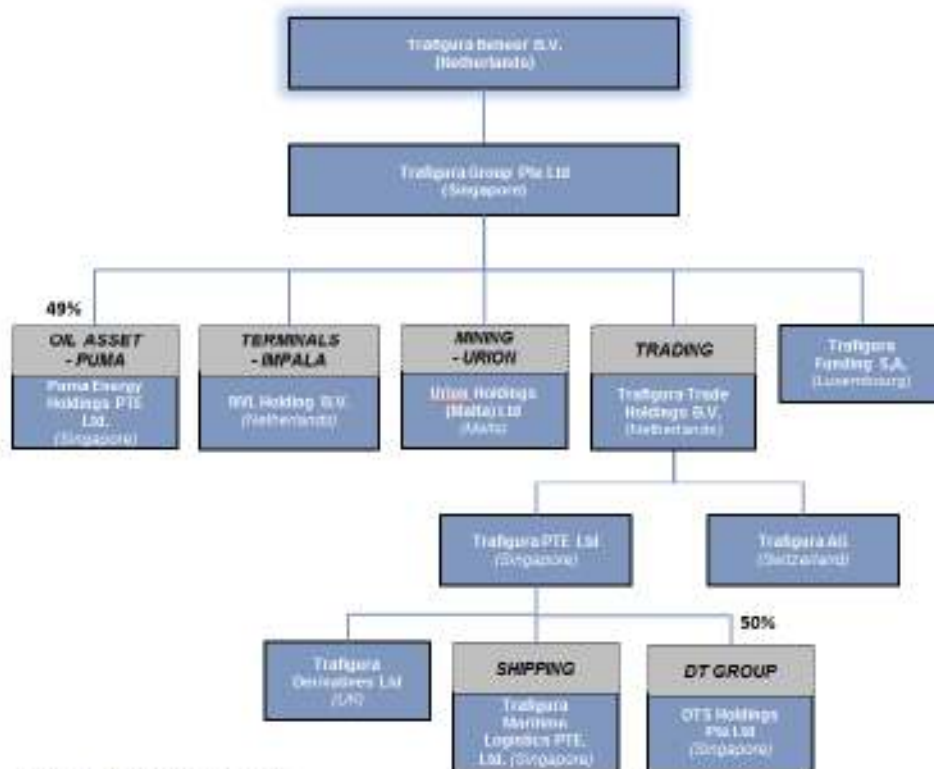 Trafigura Beheer B.V.
(Netherlands)
Trafigura Group Pte Ltd
(Singapore)
49%
OIL ASSET
- PUMA
Puma Energy
Holdings PTE
Ltd.
(Singapore)
TERMINALS
- IMPALA
Holding B.V.
(Netherlands)
MINING
- URION
Urion Holdings
(Malta) Ltd
(Malta)
TRADING
Trafigura Trade
Holdings B.V.
(Netherlands)
Trafigura
Funding S.A.
(Luxembourg)
Trafigura PTE Ltd
(Singapore)
Trafigura AG
(Switzerland)
50%
Trafigura
Derivatives Ltd
(UK)
SHIPPING
Trafigura
Maritime
Logistics PTE.
Ltd. (Singapore)
DT GROUP
DTS Holdings
Pte Ltd
(Singapore)